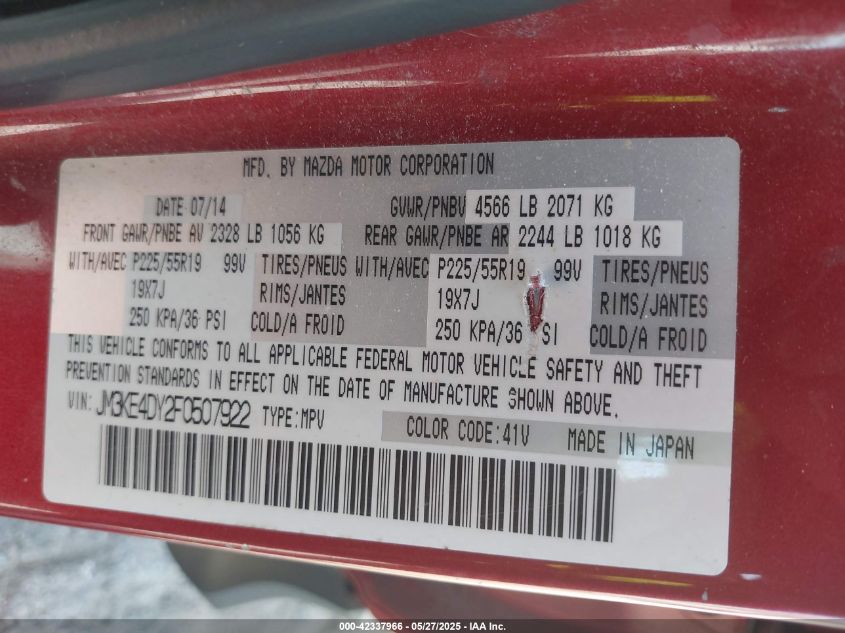 MFD. BY MAZDA MOTOR CORPORATION
DATE 07/14 GVWR/PNBV 4566 LB 2071 KG
FRONT GAWR/PNBE AV 2328 LB 1056 KG REAR GAWR/PNBE AR 2244 LB 1018 KG
WITH/AVEC P225/55R19 99V TIRES/PNEUS WITH/AVEC P225/55R19 99V TIRES/PNEUS
19X7J RIMS/JANTES 19X7J RIMS/JANTES
250 KPA/36 PSI COLD/A FROID 250 KPA/36 SI COLD/A FROID
THIS VEHICLE CONFORMS TO ALL APPLICABLE FEDERAL MOTOR VEHICLE SAFETY AND THEFT
PREVENTION STANDARDS IN EFFECT ON THE DATE OF MANUFACTURE SHOWN ABOVE.
VIN: JM3KE4DY2F0507922 TYPE:MPV
COLOR CODE:41V MADE IN JAPAN
000-42337966 - 05/27/2025 - IAA Inc.